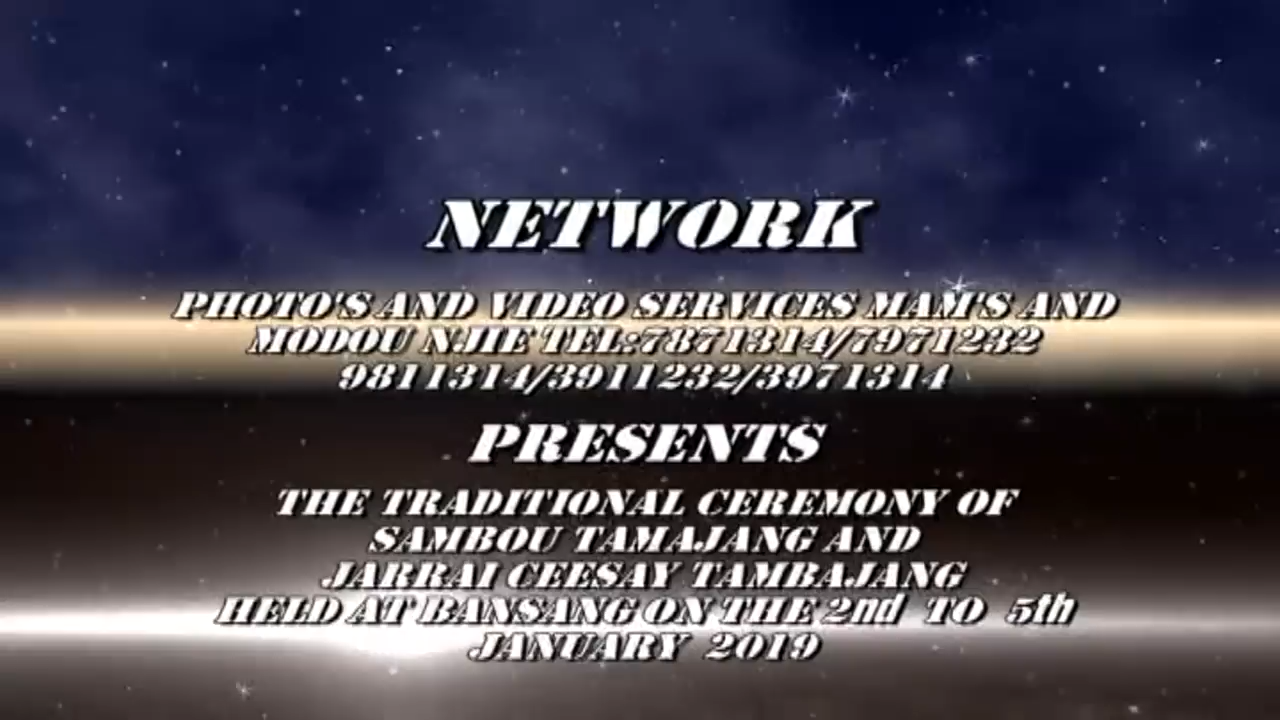 NETWORK
PHOTO'S AND VIDEO SERVICES MAM'S AND
MODOU NJIE TEL:7871314/7971232
9811314/3911232/3971314
PRESENTS
THE TRADITIONAL CEREMONY OF
SAMBOU TAMAJANG AND
JARRAI CEESAY TAMBAJANG
HELD AT BANSANG ON THE 2nd TO 5th
JANUARY 2019